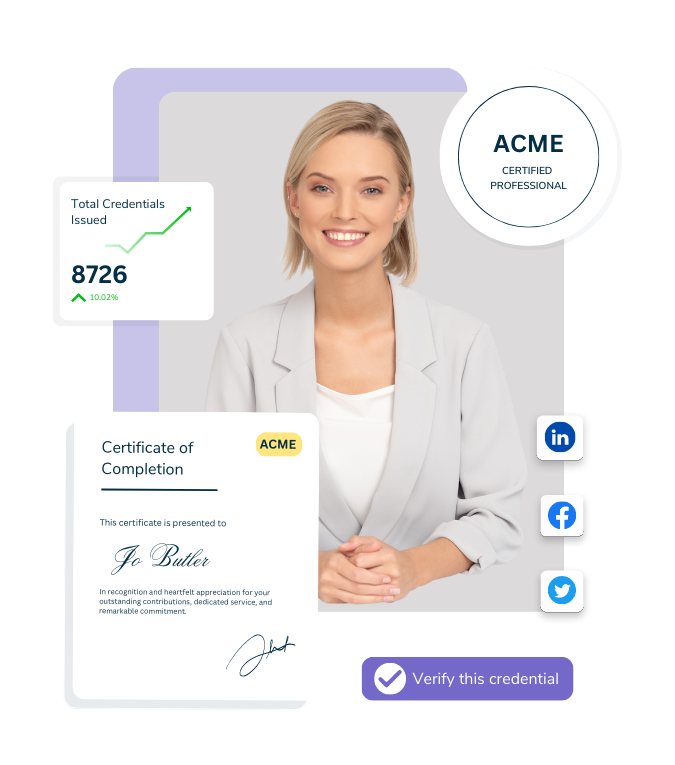 ACME
CERTIFIED
PROFESSIONAL
Total Credentials
Issued
8726
10.02%
Certificate of
Completion
ACME
This certificate is presented to
Jo Butler
In recognition and heartfelt appreciation for your
outstanding contributions, dedicated service, and
remarkable commitment.
in
Verify this credential